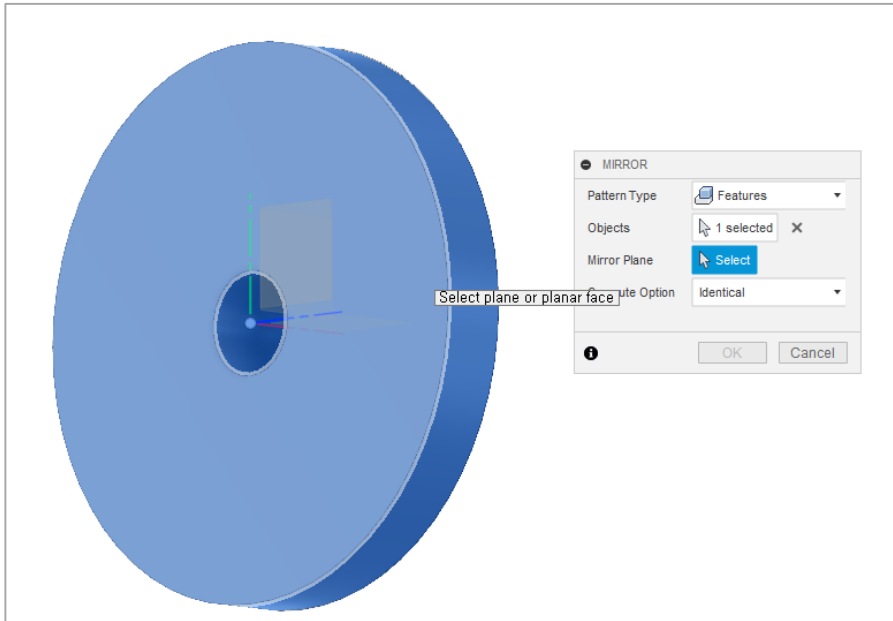 MIRROR
Pattern Type Features
Objects 1 selected
Mirror Plane Select
Select plane or planar face
ute Option Identical
OK Cancel